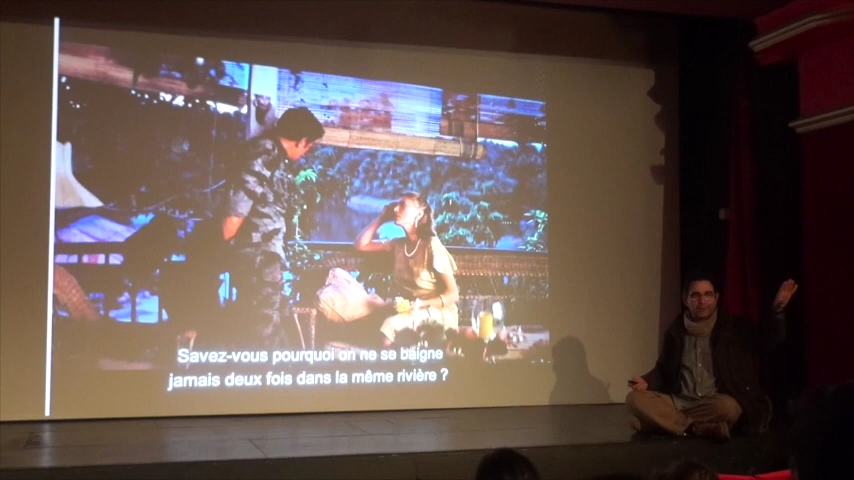 Savez-vous pourquoi on ne se baigne
jamais deux fois dans la même rivière ?